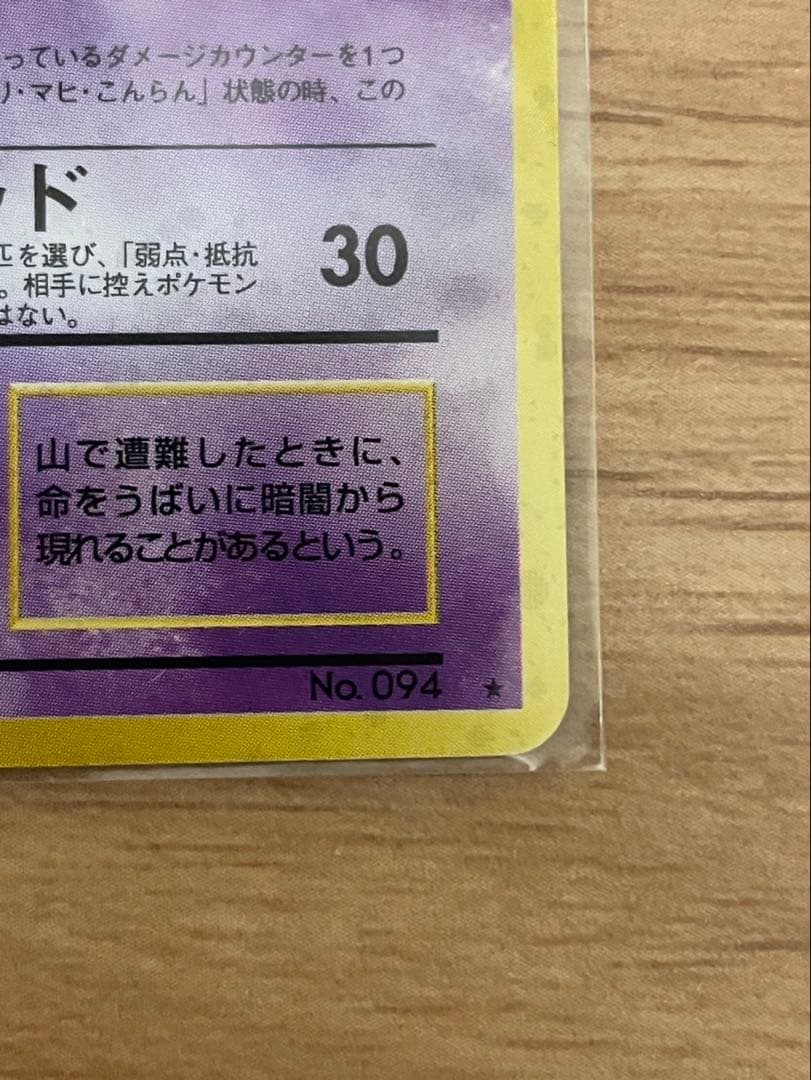 っているダメージカウンターを1つ
リ・マヒ・こんらん」状態の時、この
ッド
30
匹を選び、「弱点・抵抗
。相手に控えポケモン
はない。
山で遭難したときに、
命をうばいに暗闇から
現れることがあるという。
No. 094 ★